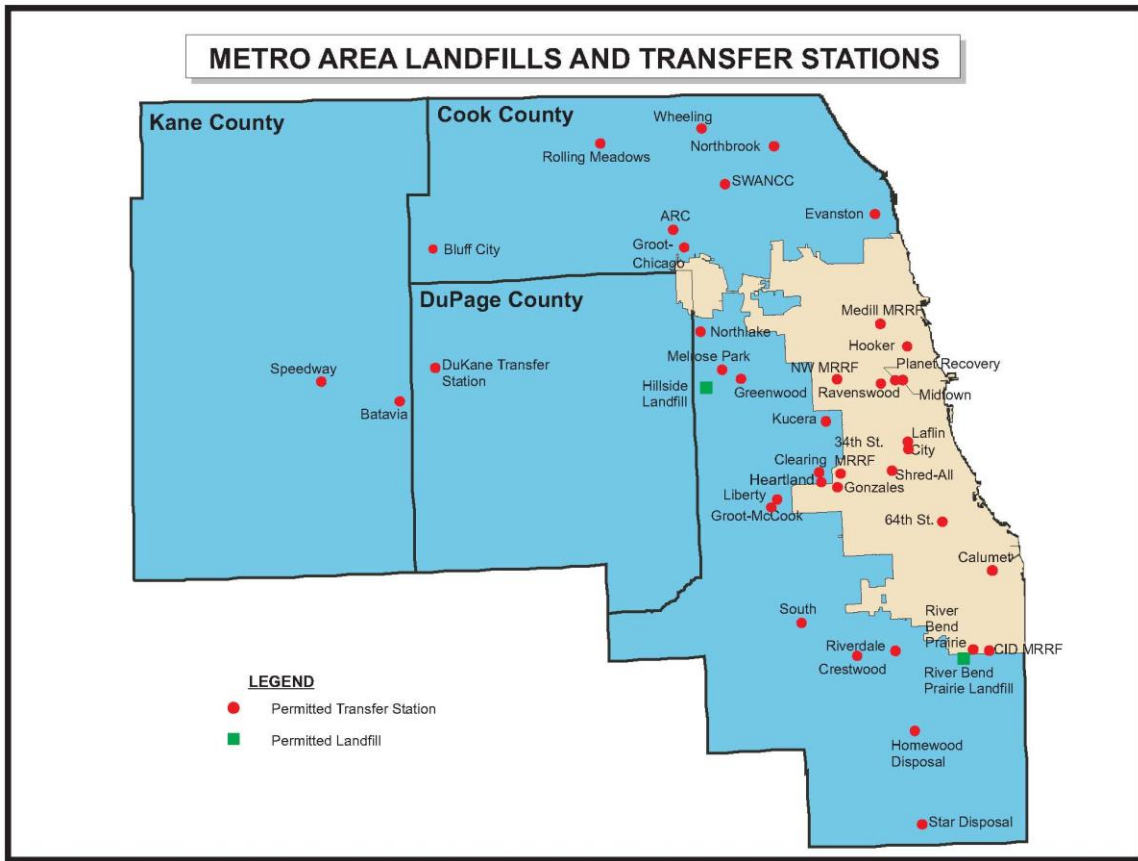 METRO AREA LANDFILLS AND TRANSFER STATIONS
Kane County
Cook County
Wheeling
Northbrook
Rolling Meadows
SWANCC
Evanston
ARC
Groot-
Chicago
Bluff City
DuPage County
Medill MRRF
Northlake
Hooker
Melrose Park
NW MRRF
Planet Recovery
DuKane Transfer
Station
Speedway
Hillside
Landfill
Greenwood
Ravenswood
Midtown
Batavia
Kucera
Laflin
34th St.
City
Clearing
MRRF
Shred-All
Heartland
Gonzales
Liberty
Groot-McCook
64th St.
Calumet
South
River
Bend
Prairie
Riverdale
CID MRRF
Crestwood
River Bend
Prairie Landfill
LEGEND
Permitted Transfer Station
Permitted Landfill
Homewood
Disposal
Star Disposal